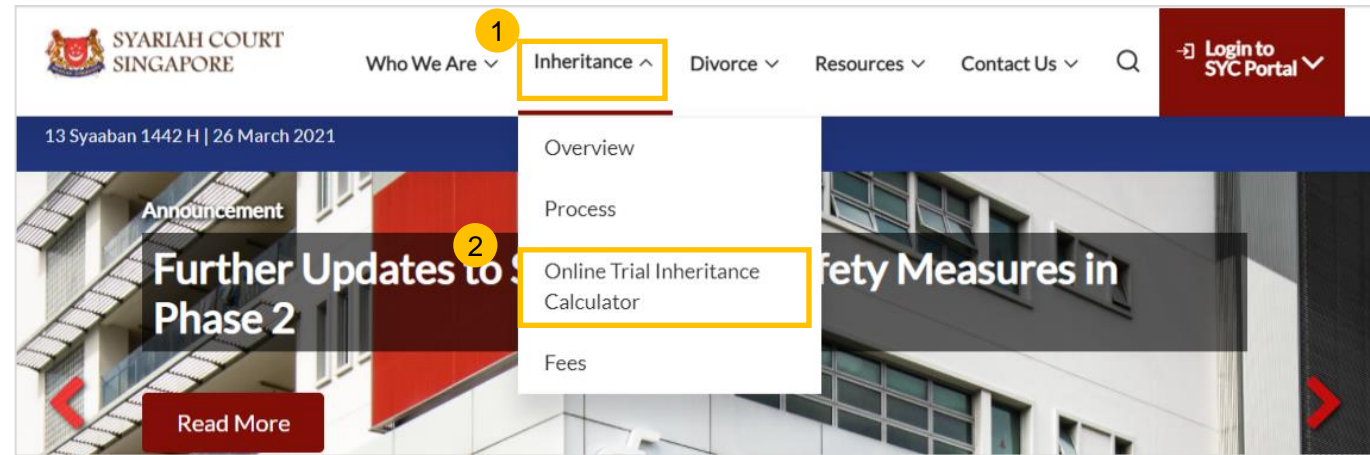 SYARIAH COURT
SINGAPORE
Who We Are
1
Inheritance
Divorce
Resources
Contact Us
Login to
SYC Portal
13 Syaaban 1442 H | 26 March 2021
Overview
Process
2
Online Trial Inheritance
Calculator
Fees
Announcement
Further Updates to S fety Measures in
Phase 2
Read More